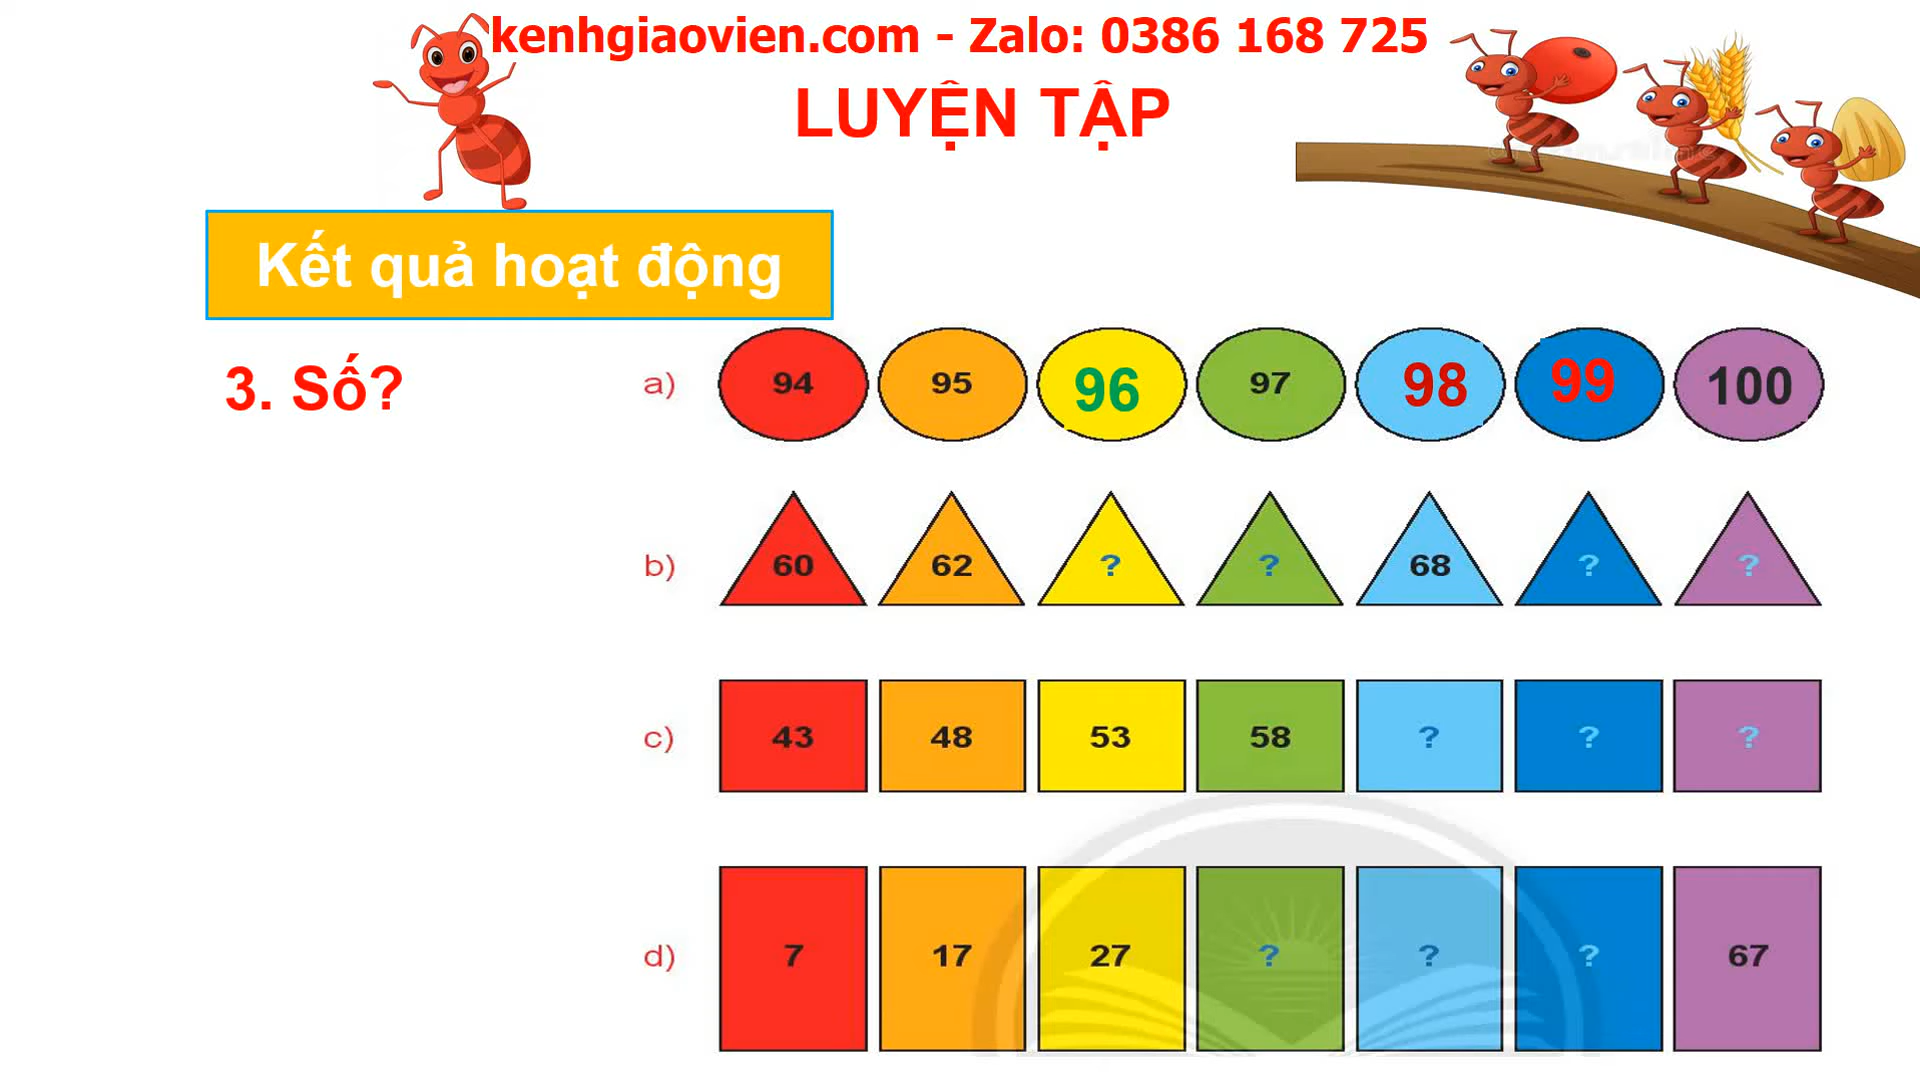 kenhgiaovien.com - Zalo: 0386 168 725
LUYỆN TẬP
Kết quả hoạt động
3. Số?
a) 94 95 96 97 98 99 100
b) 60 62 ? ? 68 ? ?
c) 43 48 53 58 ? ? ?
d) 7 17 27 ? ? ? 67